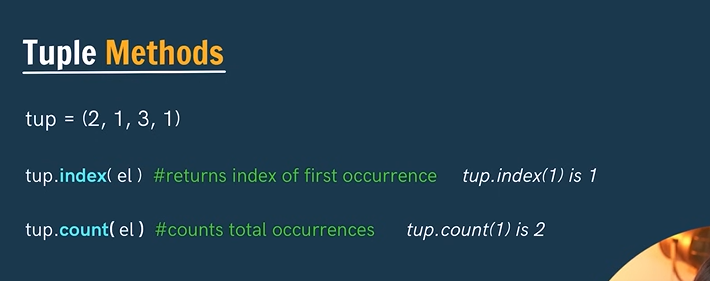 Tuple Methods
tup = (2, 1, 3, 1)
tup.index( el ) #returns index of first occurrence tup.index(1) is 1
tup.count( el ) #counts total occurrences tup.count(1) is 2